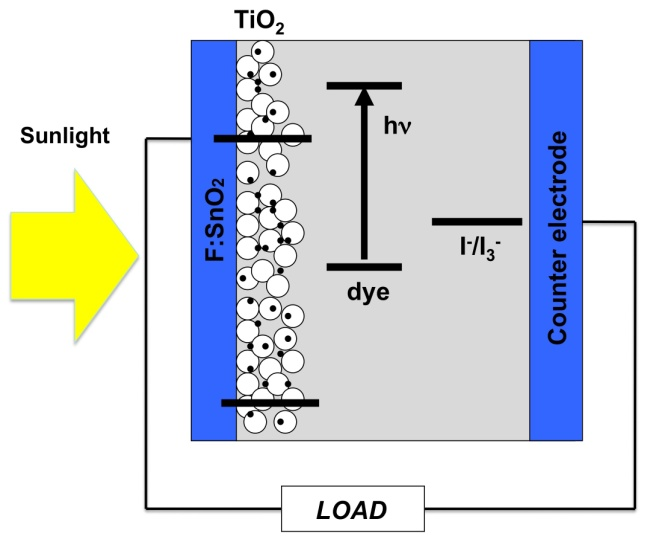 TiO₂
Sunlight
F:SnO₂
hν
dye
I⁻/I₃⁻
Counter electrode
LOAD